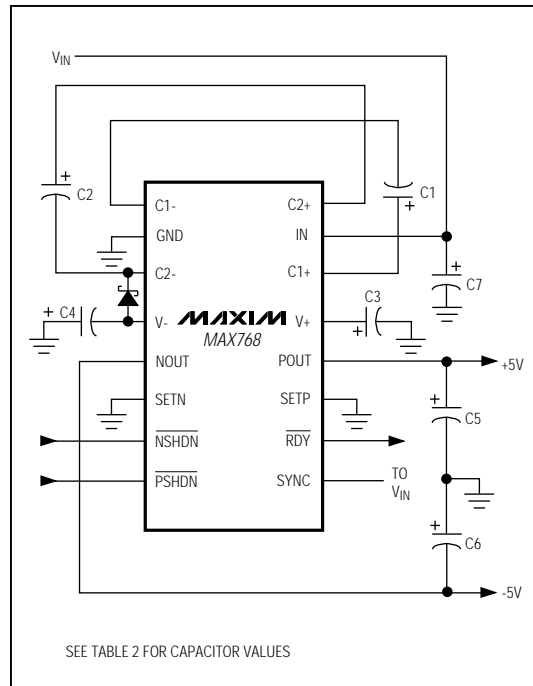 VIN
+
C2
C1
+
C1-
C2+
GND
IN
C2-
C1+
+
C7
+
C4
V-
MAXIM
MAX768
V+
C3
+
NOUT
POUT
+5V
SETN
SETP
+
C5
NSHDN
RDY
PSHDN
SYNC
TO
VIN
+
C6
-5V
SEE TABLE 2 FOR CAPACITOR VALUES